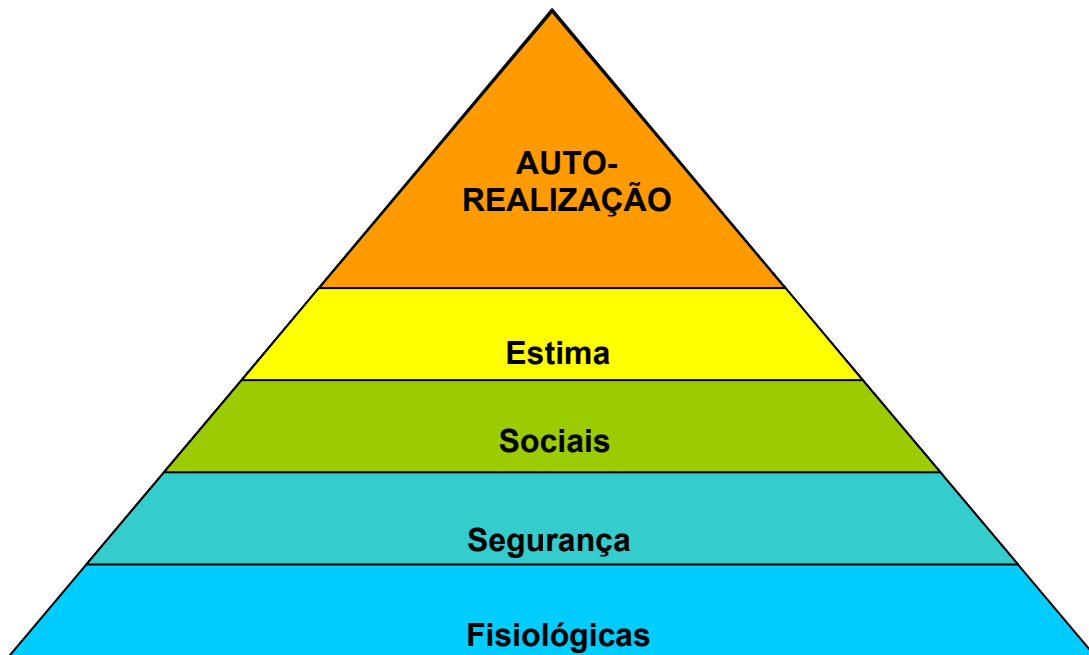 AUTO-
REALIZAÇÃO
Estima
Sociais
Segurança
Fisiológicas